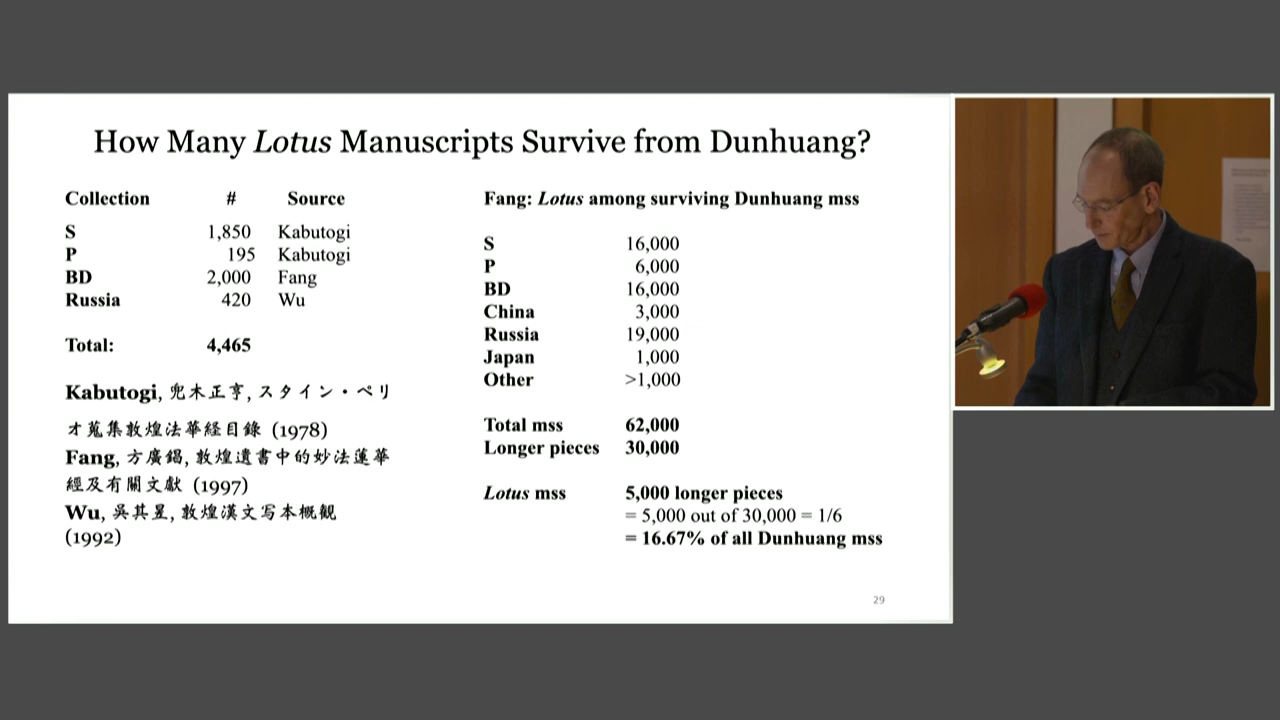 How Many Lotus Manuscripts Survive from Dunhuang?
Collection # Source
S 1,850 Kabutogi
P 195 Kabutogi
BD 2,000 Fang
Russia 420 Wu
Total: 4,465
Kabutogi, 兜木正亨, スタイン・ペリ
オ蒐集敦煌法華経目錄 (1978)
Fang, 方廣錩, 敦煌遺書中的妙法蓮華
經及有關文獻 (1997)
Wu, 吳其昱, 敦煌漢文写本概観
(1992)
Fang: Lotus among surviving Dunhuang mss
S 16,000
P 6,000
BD 16,000
China 3,000
Russia 19,000
Japan 1,000
Other >1,000
Total mss 62,000
Longer pieces 30,000
Lotus mss 5,000 longer pieces
= 5,000 out of 30,000 = 1/6
= 16.67% of all Dunhuang mss
29